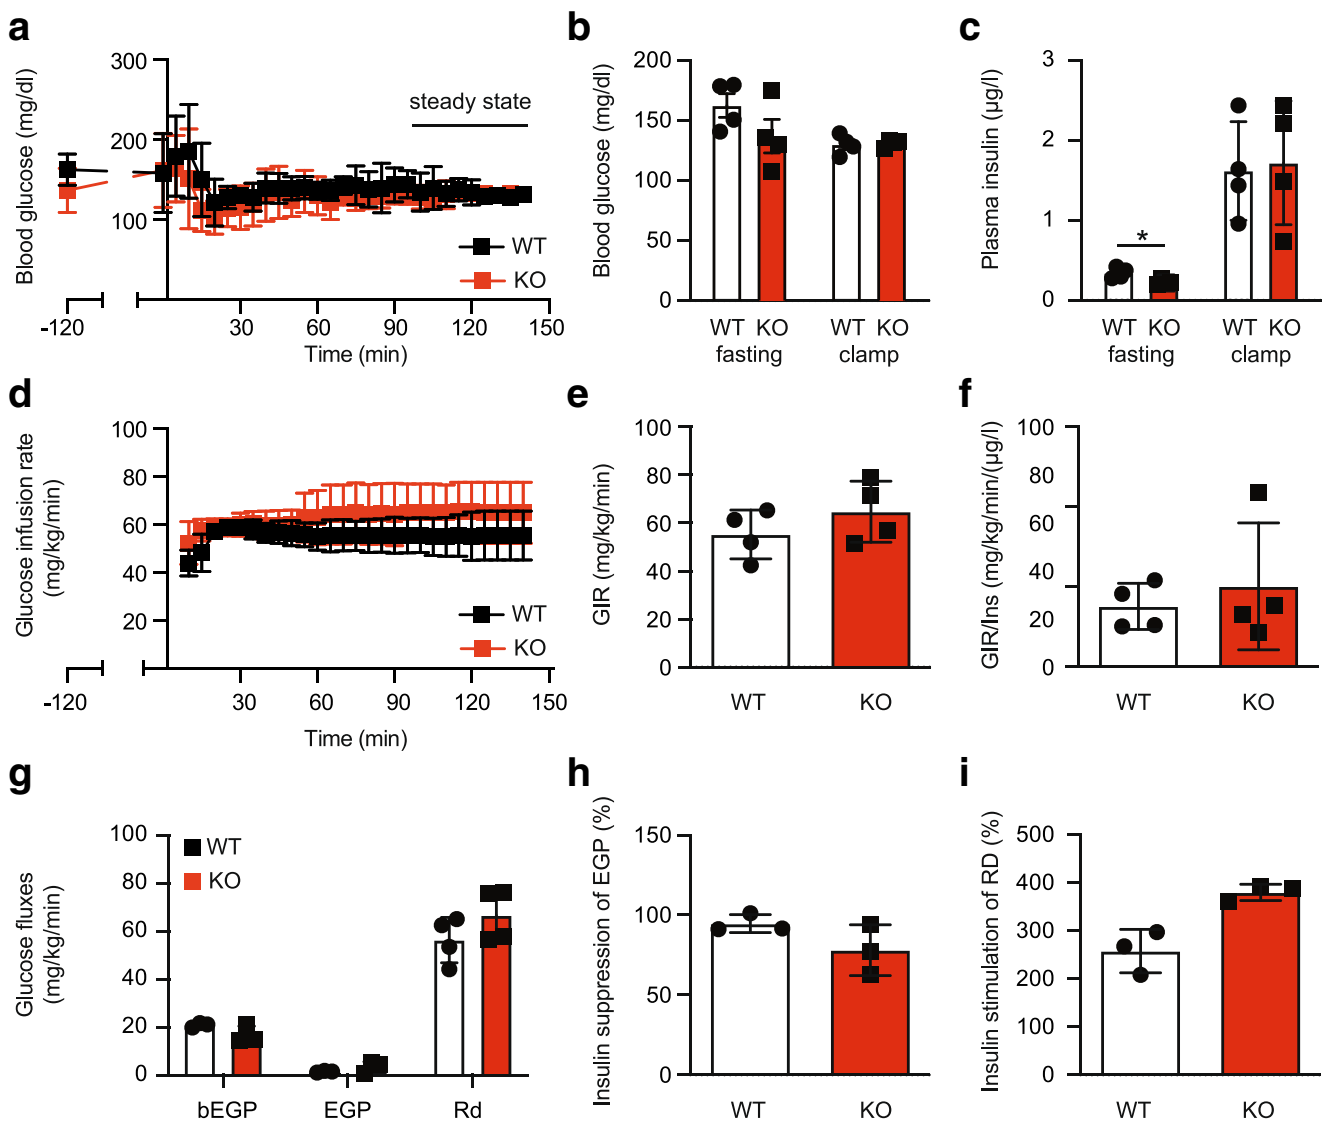 a
Blood glucose (mg/dl)
300
200
100
steady state
WT
KO
-120
30
60
90
120
150
Time (min)
b
Blood glucose (mg/dl)
200
150
100
50
0
WT KO WT KO
fasting clamp
c
Plasma insulin (µg/l)
3
2
1
0
*
WT KO WT KO
fasting clamp
d
Glucose infusion rate
(mg/kg/min)
100
80
60
40
20
WT
KO
-120
30
60
90
120
150
Time (min)
e
GIR (mg/kg/min)
100
80
60
40
20
0
WT KO
f
GIR/Ins (mg/kg/min/(µg/l)
100
80
60
40
20
0
WT KO
g
Glucose fluxes
(mg/kg/min)
100
80
60
40
20
0
WT
KO
bEGP EGP Rd
h
Insulin suppression of EGP (%)
150
100
50
0
WT KO
i
Insulin stimulation of RD (%)
500
400
300
200
100
0
WT KO